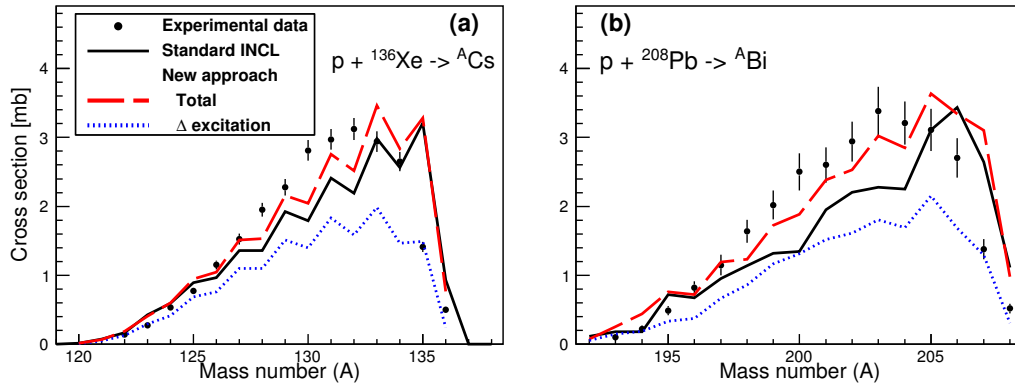 Cross section [mb]
4
3
2
1
0
Experimental data
Standard INCL
New approach
Total
Δ excitation
(a)
p + ¹³⁶Xe -> ᴬCs
120 125 130 135
Mass number (A)
4
3
2
1
0
(b)
p + ²⁰⁸Pb -> ᴬBi
195 200 205
Mass number (A)